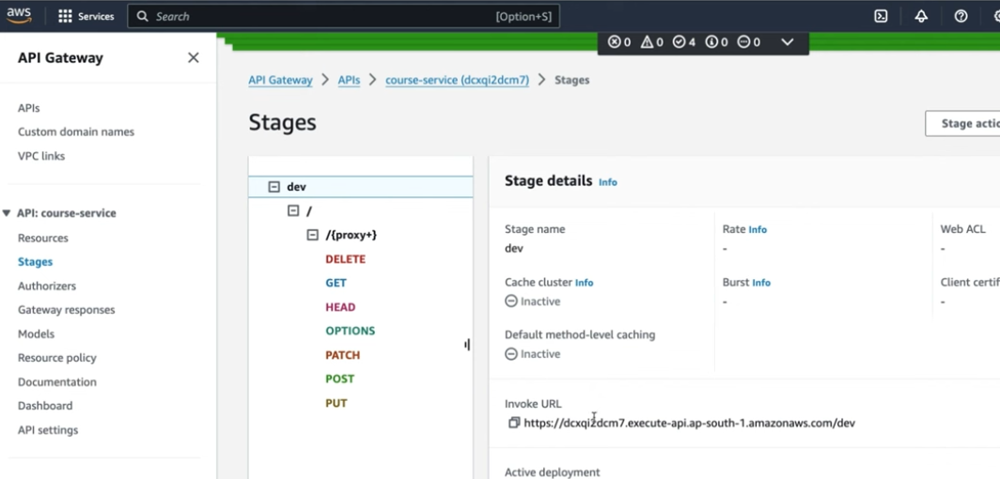 aws
Services
Search
[Option+S]
API Gateway
0 0 4 0 0
APIs
Custom domain names
VPC links
API: course-service
Resources
Stages
Authorizers
Gateway responses
Models
Resource policy
Documentation
Dashboard
API settings
API Gateway > APIs > course-service (dcxqi2dcm7) > Stages
Stages
Stage actio
dev
/
/{proxy+}
DELETE
GET
HEAD
OPTIONS
PATCH
POST
PUT
Stage details Info
Stage name
dev
Rate Info
-
Web ACL
-
Cache cluster Info
Inactive
Burst Info
-
Client certif
-
Default method-level caching
Inactive
Invoke URL
https://dcxqi2dcm7.execute-api.ap-south-1.amazonaws.com/dev
Active deployment